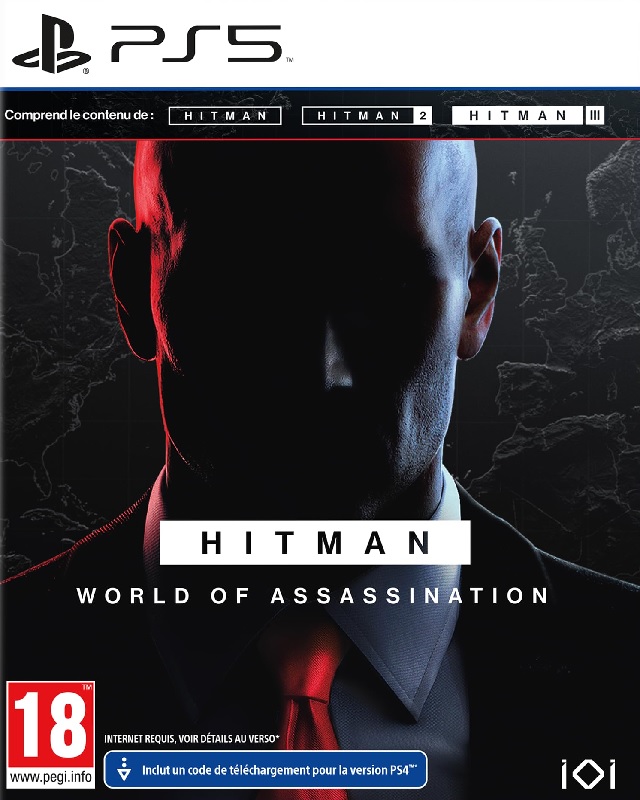 PS5
Comprend le contenu de : HITMAN HITMAN 2 HITMAN III
HITMAN
WORLD OF ASSASSINATION
18
www.pegi.info
INTERNET REQUIS, VOIR DÉTAILS AU VERSO*
Inclut un code de téléchargement pour la version PS4™*
IOI